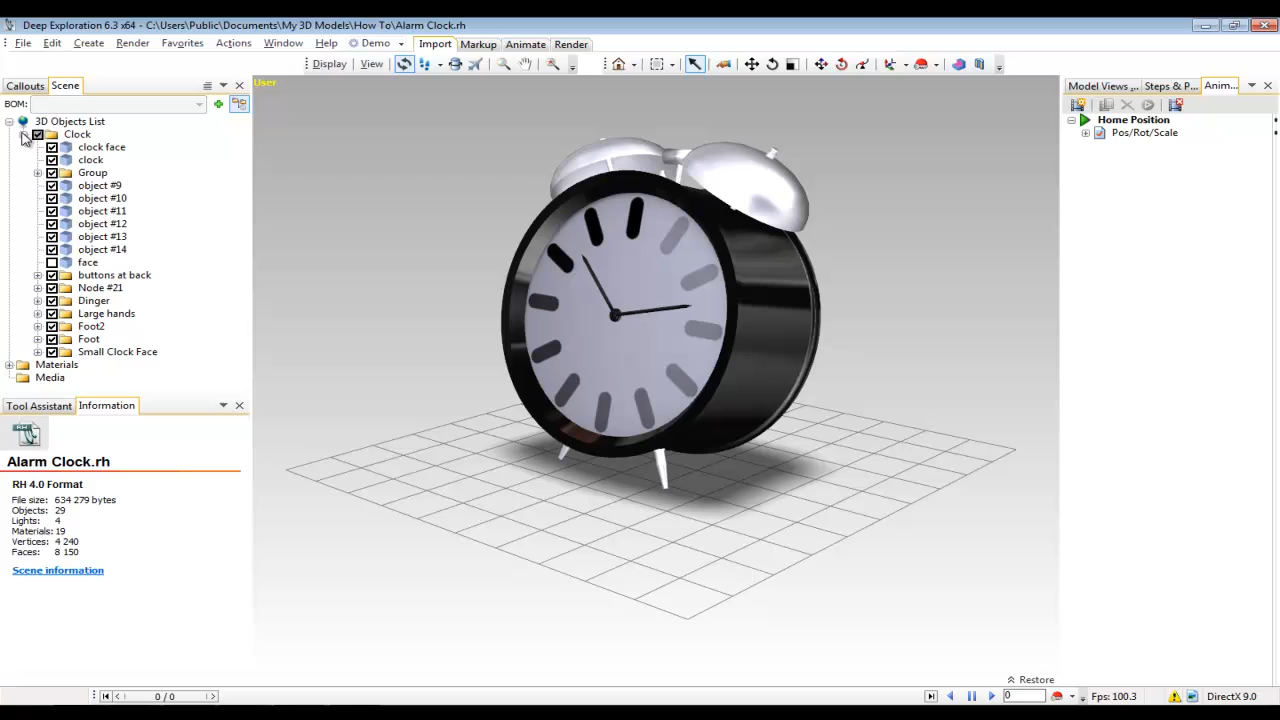 Deep Exploration 6.3 x64 - C:\Users\Public\Documents\My 3D Models\How To\Alarm Clock.rh
File Edit Create Render Favorites Actions Window Help Demo Import Markup Animate Render
Display View
Callouts Scene
BOM:
3D Objects List
Clock
clock face
clock
Group
object #9
object #10
object #11
object #12
object #13
object #14
face
buttons at back
Node #21
Dinger
Large hands
Foot2
Foot
Small Clock Face
Materials
Media
Tool Assistant Information
Alarm Clock.rh
RH 4.0 Format
File size: 634 279 bytes
Objects: 29
Lights: 4
Materials: 19
Vertices: 4 240
Faces: 8 150
Scene information
User
Model Views ... Steps & P... Anim...
Home Position
Pos/Rot/Scale
Restore
0 / 0
0
Fps: 100.3
DirectX 9.0